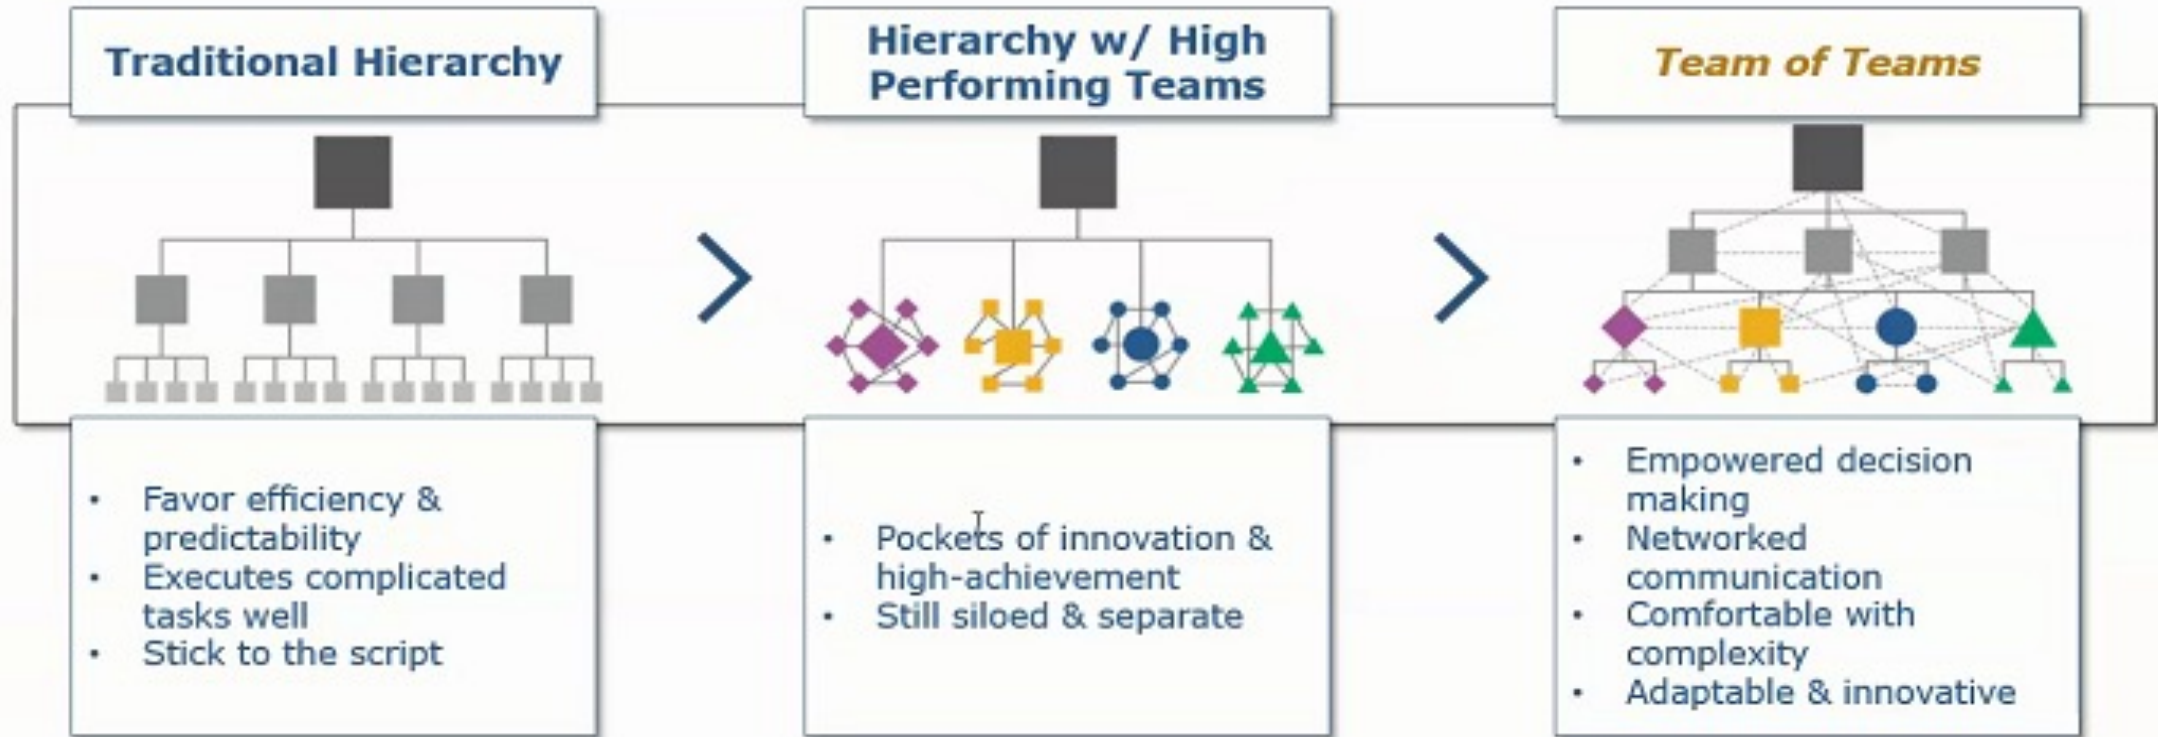 Traditional Hierarchy
Hierarchy w/ High
Performing Teams
Team of Teams
• Favor efficiency &
predictability
• Executes complicated
tasks well
• Stick to the script
• Pockets of innovation &
high-achievement
• Still siloed & separate
• Empowered decision
making
• Networked
communication
• Comfortable with
complexity
• Adaptable & innovative